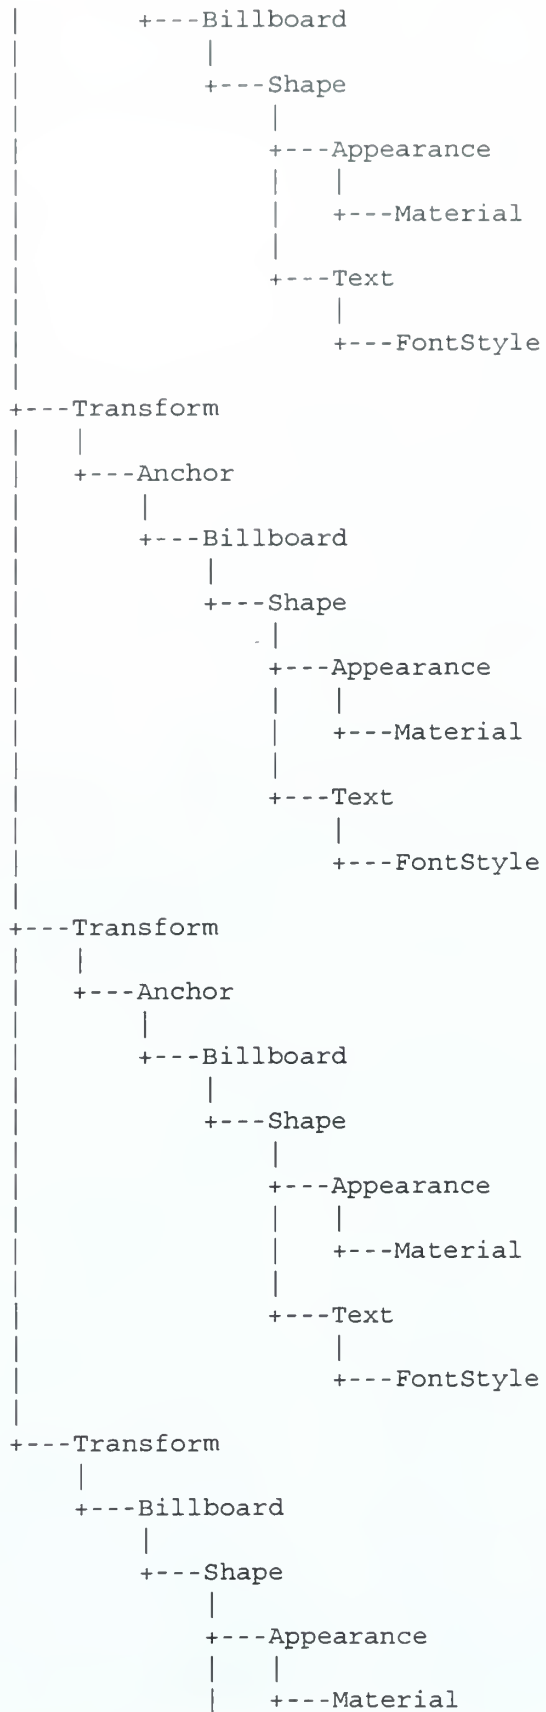 |       +---Billboard
|           |
|           +---Shape
|               |
|               +---Appearance
|               |   |
|               |   +---Material
|               |
|               +---Text
|                   |
|                   +---FontStyle
|
+---Transform
|   |
|   +---Anchor
|       |
|       +---Billboard
|           |
|           +---Shape
|               |
|               +---Appearance
|               |   |
|               |   +---Material
|               |
|               +---Text
|                   |
|                   +---FontStyle
|
+---Transform
|   |
|   +---Anchor
|       |
|       +---Billboard
|           |
|           +---Shape
|               |
|               +---Appearance
|               |   |
|               |   +---Material
|               |
|               +---Text
|                   |
|                   +---FontStyle
|
+---Transform
    |
    +---Billboard
        |
        +---Shape
            |
            +---Appearance
            |   |
            |   +---Material